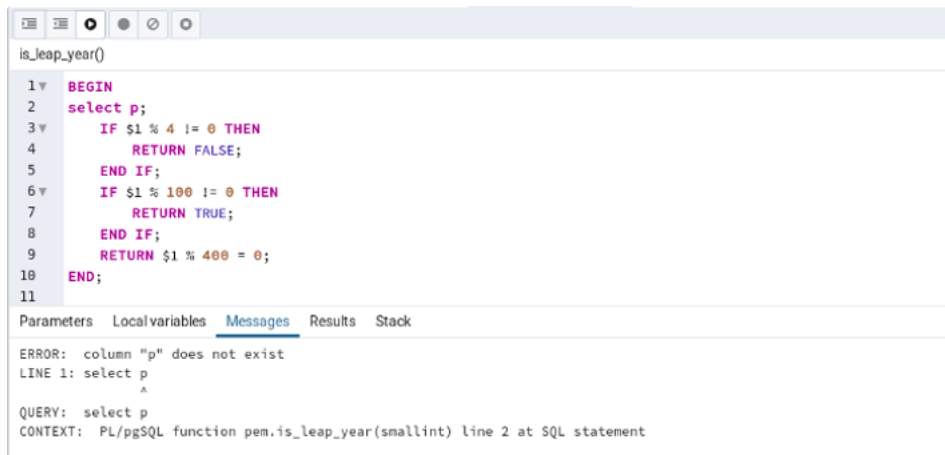 is_leap_year()
1 BEGIN
2 select p;
3 IF $1 % 4 != 0 THEN
4 RETURN FALSE;
5 END IF;
6 IF $1 % 100 != 0 THEN
7 RETURN TRUE;
8 END IF;
9 RETURN $1 % 400 = 0;
10 END;
11
Parameters Local variables Messages Results Stack
ERROR: column "p" does not exist
LINE 1: select p
^
QUERY: select p
CONTEXT: PL/pgSQL function pem.is_leap_year(smallint) line 2 at SQL statement